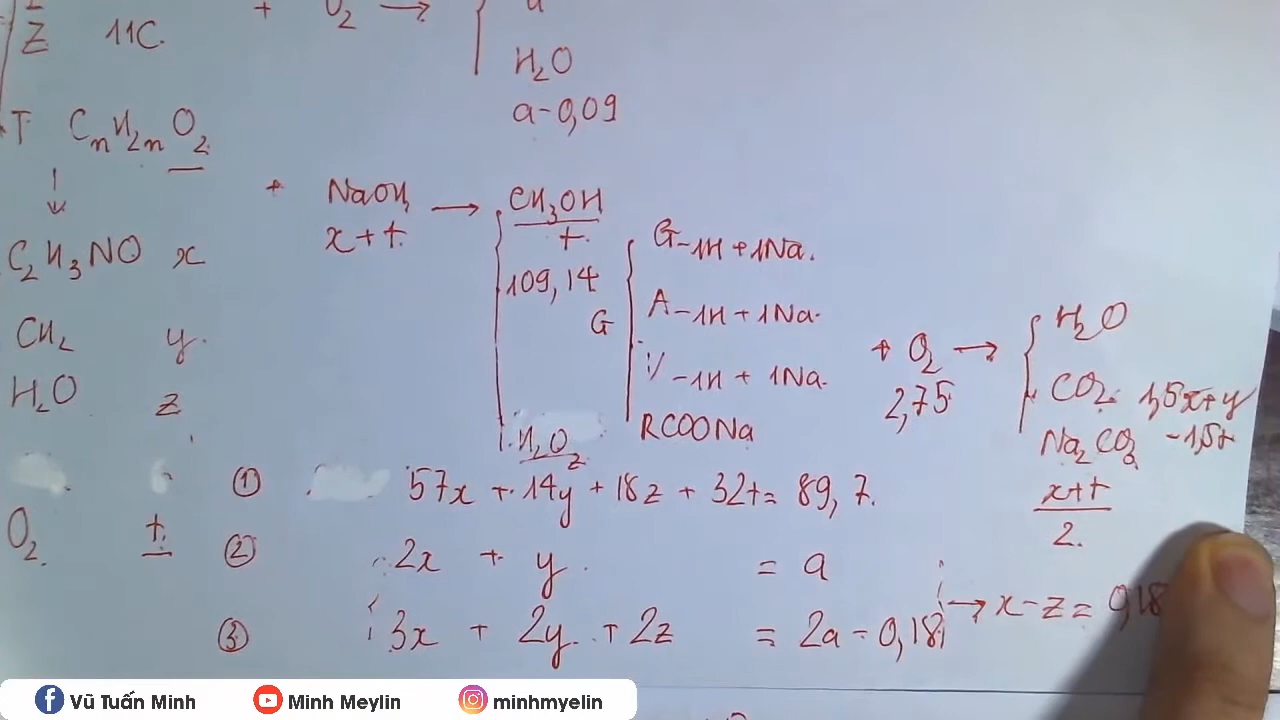 + O2 → a
Z 11C.
H2O
a-0,09
T CnH2nO2
+ NaOH → CH3OH
x+t t
109,14
G
G-1H+1Na.
A-1H+1Na.
V-1H+1Na.
RCOONa
H2O
z
C2H3NO x
CH2 y.
H2O z
+ O2 → H2O
2,75
CO2 1,5x+y
-1,5t
Na2CO3
x+t
2.
① 57x + 14y + 18z + 32t = 89,7.
O2 t
② 2x + y = a
③ 3x + 2y + 2z = 2a - 0,18 → x-z = 0,18
Vũ Tuấn Minh
Minh Meylin
minhmyelin